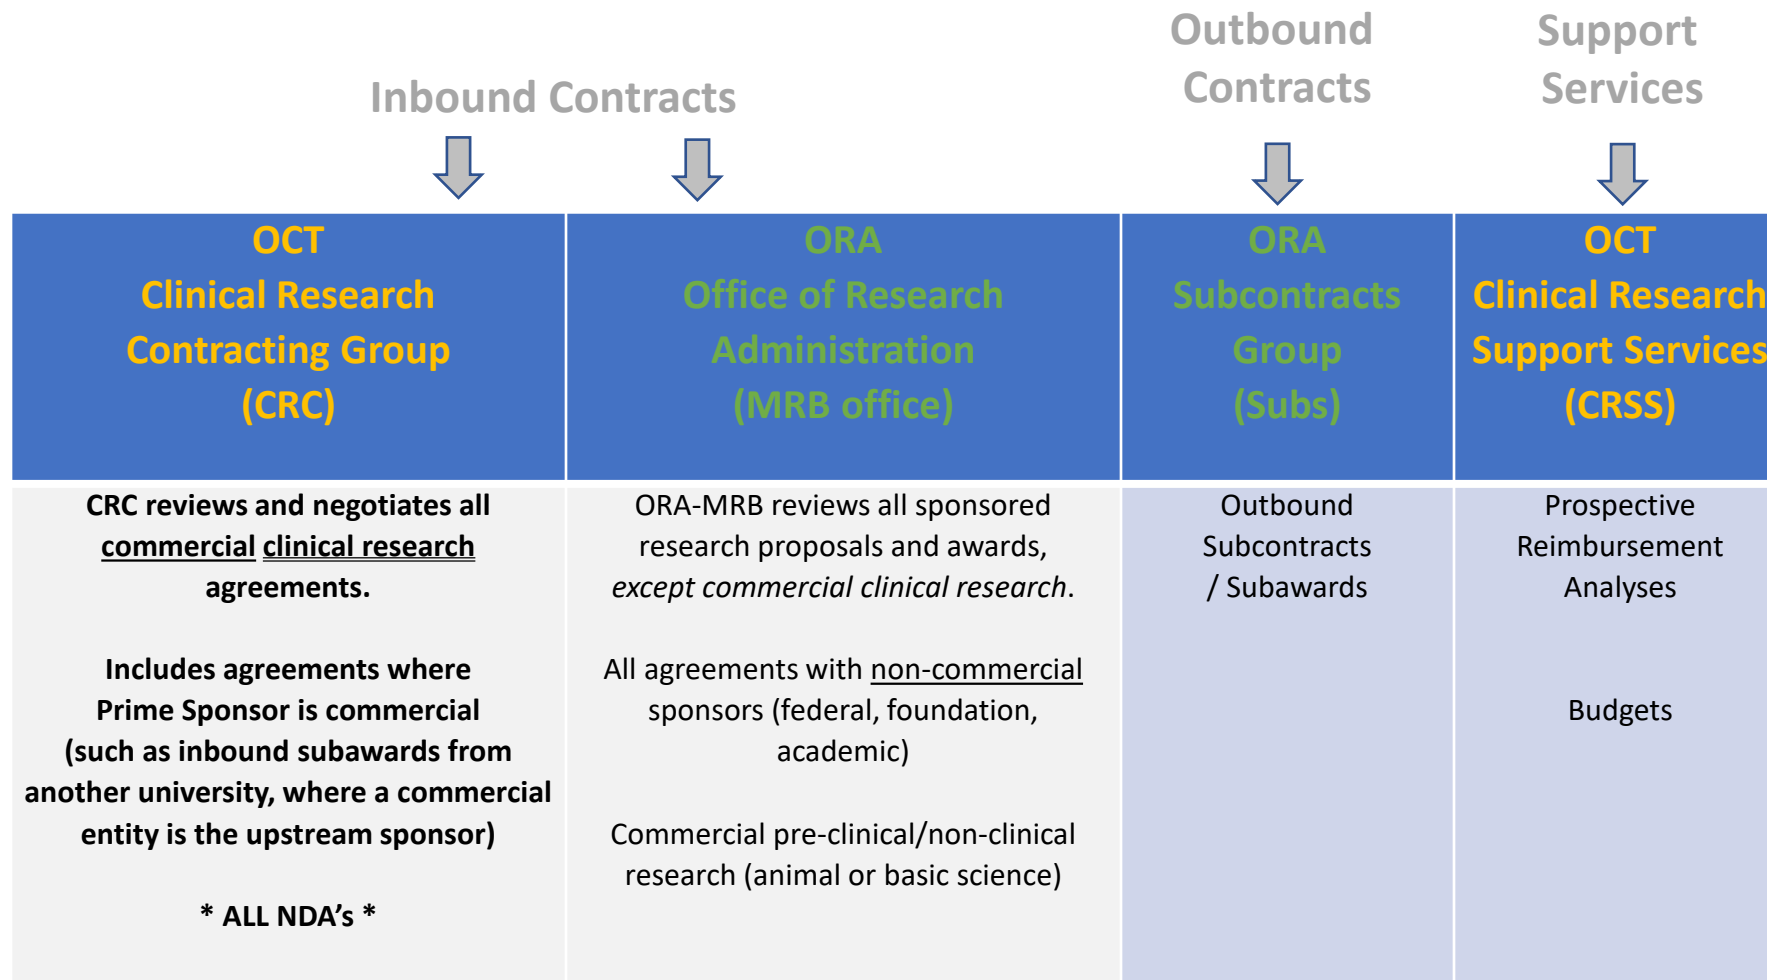 Inbound Contracts
Outbound
Contracts
Support
Services
OCT
Clinical Research
Contracting Group
(CRC)
ORA
Office of Research
Administration
(MRB office)
ORA
Subcontracts
Group
(Subs)
OCT
Clinical Research
Support Services
(CRSS)
CRC reviews and negotiates all
commercial clinical research
agreements.
Includes agreements where
Prime Sponsor is commercial
(such as inbound subawards from
another university, where a commercial
entity is the upstream sponsor)
* ALL NDA’s *
ORA-MRB reviews all sponsored
research proposals and awards,
except commercial clinical research.
All agreements with non-commercial
sponsors (federal, foundation,
academic)
Commercial pre-clinical/non-clinical
research (animal or basic science)
Outbound
Subcontracts
/ Subawards
Prospective
Reimbursement
Analyses
Budgets